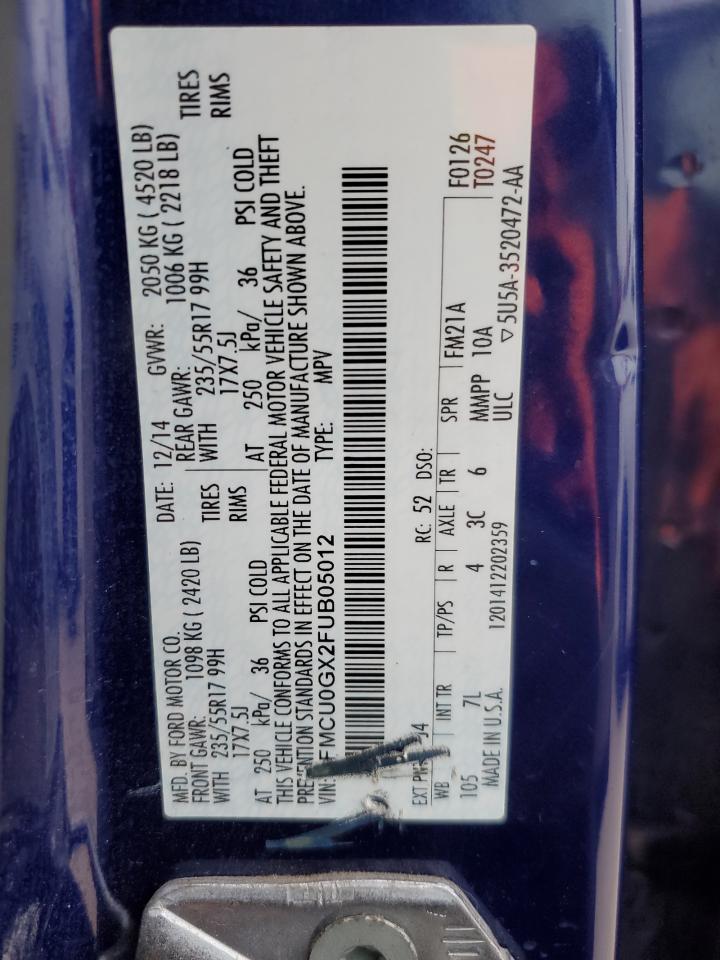 MFD. BY FORD MOTOR CO. DATE: 12/14 GVWR: 2050 KG ( 4520 LB)
FRONT GAWR: 1098 KG ( 2420 LB) REAR GAWR: 1006 KG ( 2218 LB)
WITH 235/55R17 99H TIRES WITH 235/55R17 99H TIRES
17X7.5J RIMS 17X7.5J RIMS
AT 250 kPa/ 36 PSI COLD AT 250 kPa/ 36 PSI COLD
THIS VEHICLE CONFORMS TO ALL APPLICABLE FEDERAL MOTOR VEHICLE SAFETY AND THEFT
PREVENTION STANDARDS IN EFFECT ON THE DATE OF MANUFACTURE SHOWN ABOVE.
VIN: FMCU0GX2FUB05012 TYPE: MPV
F0126
EXT PNT: RC: 52 DSO: T0247
WB INT TR TP/PS R AXLE TR SPR FM21A
105 7L 4 3C 6 MMPP 10A
MADE IN U.S.A. 1201412202359 ULC ▽5U5A-3520472-AA